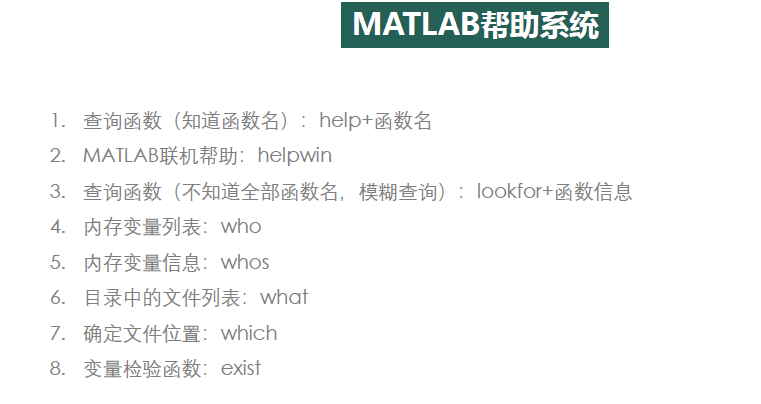 MATLAB帮助系统
1. 查询函数（知道函数名）：help+函数名
2. MATLAB联机帮助：helpwin
3. 查询函数（不知道全部函数名，模糊查询）：lookfor+函数信息
4. 内存变量列表：who
5. 内存变量信息：whos
6. 目录中的文件列表：what
7. 确定文件位置：which
8. 变量检验函数：exist